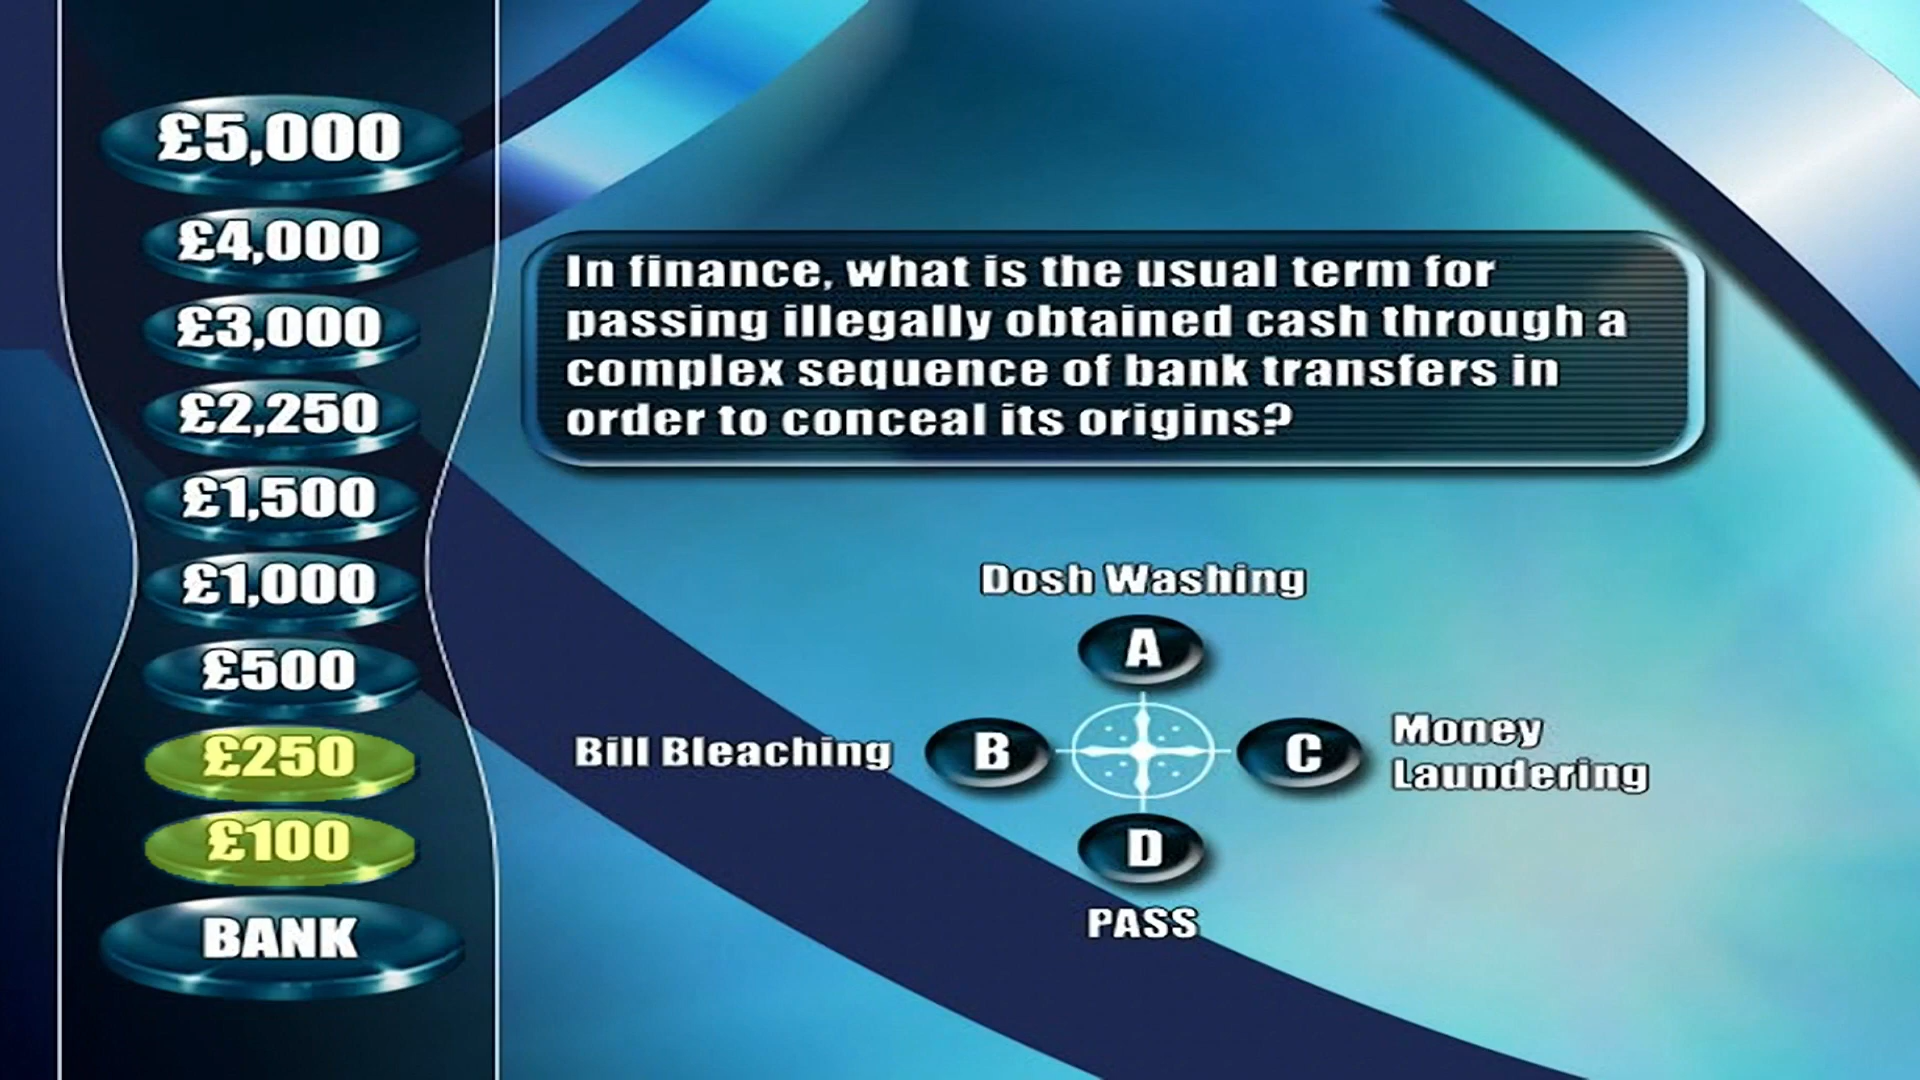 £5,000
£4,000
£3,000
£2,250
£1,500
£1,000
£500
£250
£100
BANK
In finance, what is the usual term for
passing illegally obtained cash through a
complex sequence of bank transfers in
order to conceal its origins?
Dosh Washing
A
Bill Bleaching
B
C
Money
Laundering
D
PASS